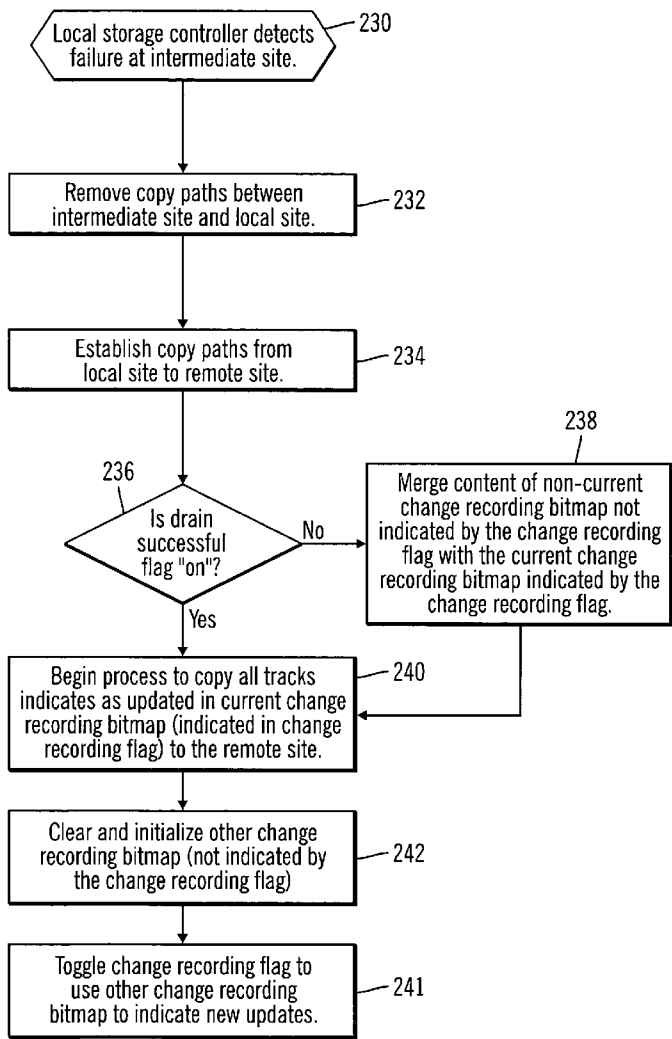 Local storage controller detects
failure at intermediate site.
230
Remove copy paths between
intermediate site and local site.
232
Establish copy paths from
local site to remote site.
234
236
Is drain
successful
flag "on"?
No
Yes
238
Merge content of non-current
change recording bitmap not
indicated by the change recording
flag with the current change
recording bitmap indicated by the
change recording flag.
Begin process to copy all tracks
indicates as updated in current change
recording bitmap (indicated in change
recording flag) to the remote site.
240
Clear and initialize other change
recording bitmap (not indicated by
the change recording flag)
242
Toggle change recording flag to
use other change recording
bitmap to indicate new updates.
241